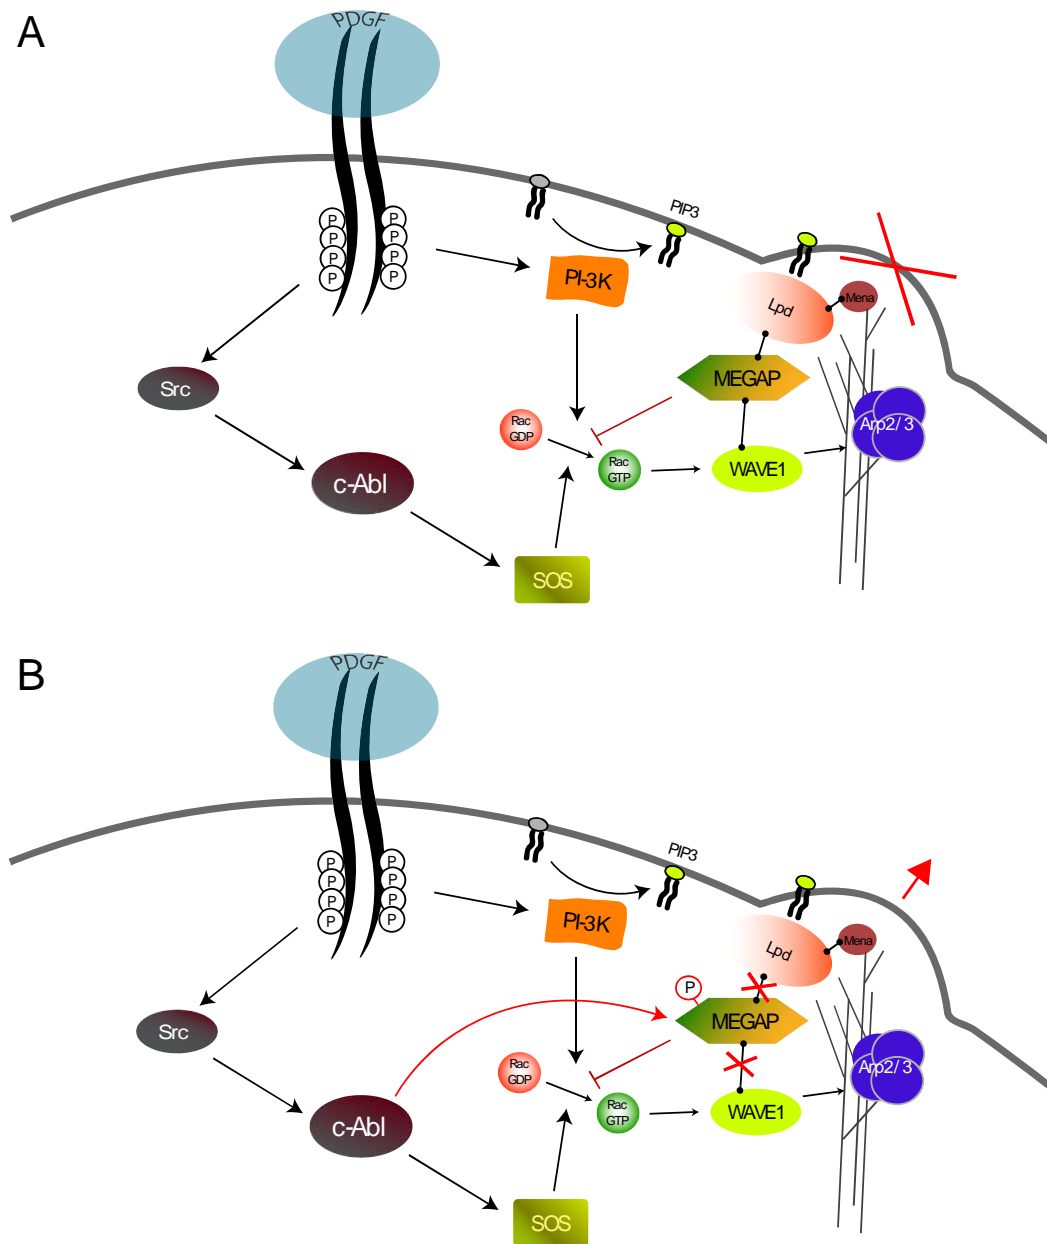 A
PDGF
P P
P P
P P
P P
PIP3
PI-3K
Lpd
Mena
Src
MEGAP
Rac
GDP
Arp2/3
c-Abl
Rac
GTP
WAVE1
SOS
B
PDGF
PIP3
P P
P P
P P
P P
PI-3K
Lpd
Mena
P
MEGAP
Src
Rac
GDP
Arp2/3
Rac
GTP
WAVE1
c-Abl
SOS